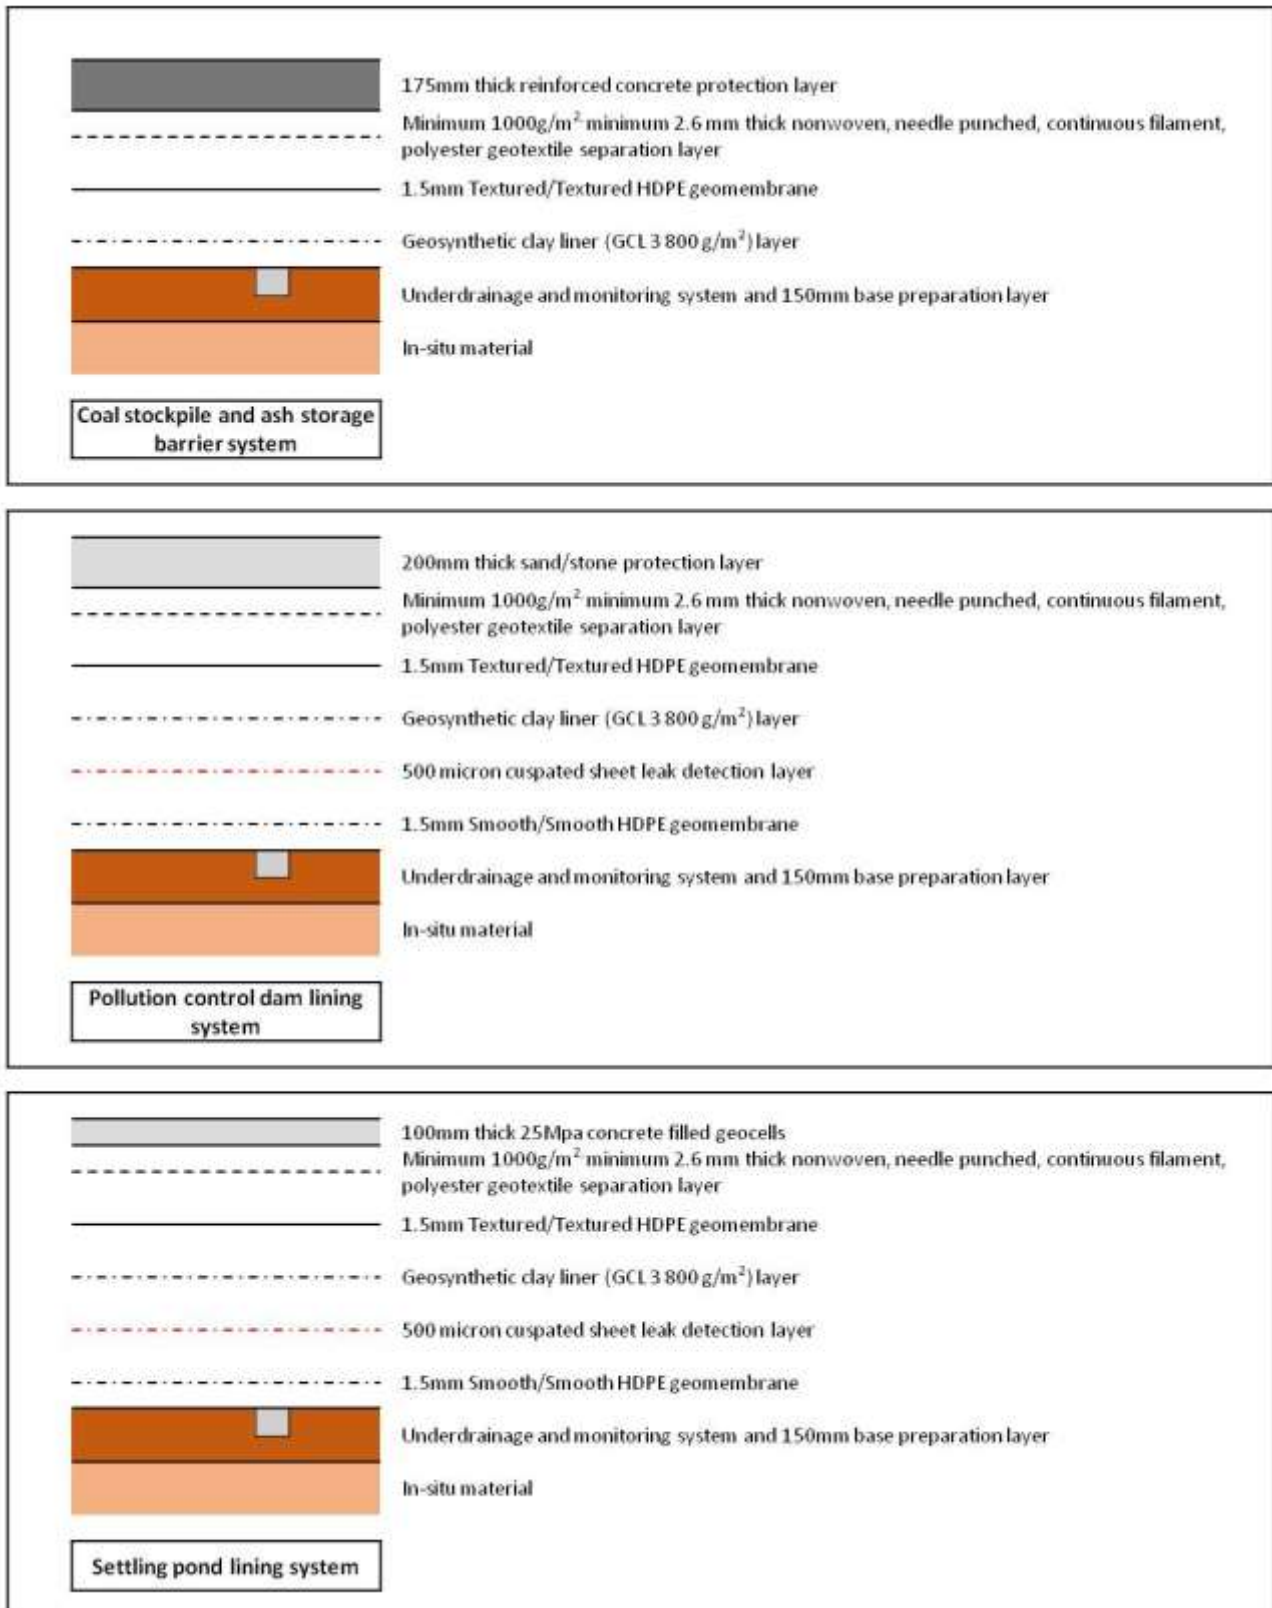 175mm thick reinforced concrete protection layer
Minimum 1000g/m² minimum 2.6 mm thick nonwoven, needle punched, continuous filament,
polyester geotextile separation layer
1.5mm Textured/Textured HDPE geomembrane
Geosynthetic clay liner (GCL 3 800 g/m²) layer
Underdrainage and monitoring system and 150mm base preparation layer
In-situ material
Coal stockpile and ash storage
barrier system
200mm thick sand/stone protection layer
Minimum 1000g/m² minimum 2.6 mm thick nonwoven, needle punched, continuous filament,
polyester geotextile separation layer
1.5mm Textured/Textured HDPE geomembrane
Geosynthetic clay liner (GCL 3 800 g/m²) layer
500 micron cuspated sheet leak detection layer
1.5mm Smooth/Smooth HDPE geomembrane
Underdrainage and monitoring system and 150mm base preparation layer
In-situ material
Pollution control dam lining
system
100mm thick 25Mpa concrete filled geocells
Minimum 1000g/m² minimum 2.6 mm thick nonwoven, needle punched, continuous filament,
polyester geotextile separation layer
1.5mm Textured/Textured HDPE geomembrane
Geosynthetic clay liner (GCL 3 800 g/m²) layer
500 micron cuspated sheet leak detection layer
1.5mm Smooth/Smooth HDPE geomembrane
Underdrainage and monitoring system and 150mm base preparation layer
In-situ material
Settling pond lining system